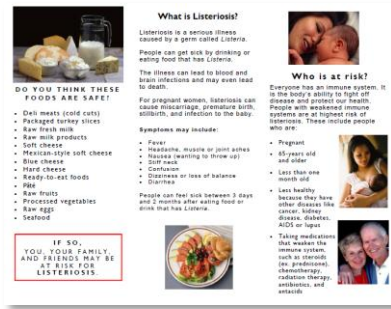 DO YOU THINK THESE
FOODS ARE SAFE?
• Deli meats (cold cuts)
• Packaged turkey slices
• Raw fresh milk
• Raw milk products
• Soft cheese
• Mexican-style soft cheese
• Blue cheese
• Hard cheese
• Ready-to-eat foods
• Pâté
• Raw fruits
• Processed vegetables
• Raw eggs
• Seafood
IF SO,
YOU, YOUR FAMILY,
AND FRIENDS MAY BE
AT RISK FOR
LISTERIOSIS.
What is Listeriosis?
Listeriosis is a serious illness
caused by a germ called Listeria.
People can get sick by drinking or
eating food that has Listeria.
The illness can lead to blood and
brain infections and may even lead
to death.
For pregnant women, listeriosis can
cause miscarriage, premature birth,
stillbirth, and infection to the baby.
Symptoms may include:
• Fever
• Headache, muscle or joint aches
• Nausea (wanting to throw up)
• Stiff neck
• Confusion
• Dizziness or loss of balance
• Diarrhea
People can feel sick between 3 days
and 2 months after eating food or
drink that has Listeria.
Who is at risk?
Everyone has an immune system. It
is the body's ability to fight off
disease and protect our health.
People with weakened immune
systems are at highest risk of
listeriosis. These include people
who are:
• Pregnant
• 65-years old
and older
• Less than one
month old
• Less healthy
because they have
other diseases like
cancer, kidney
disease, diabetes,
AIDS or lupus
• Taking medications
that weaken the
immune system,
such as steroids
(ex. prednisone),
chemotherapy,
radiation therapy,
antibiotics, and
antacids